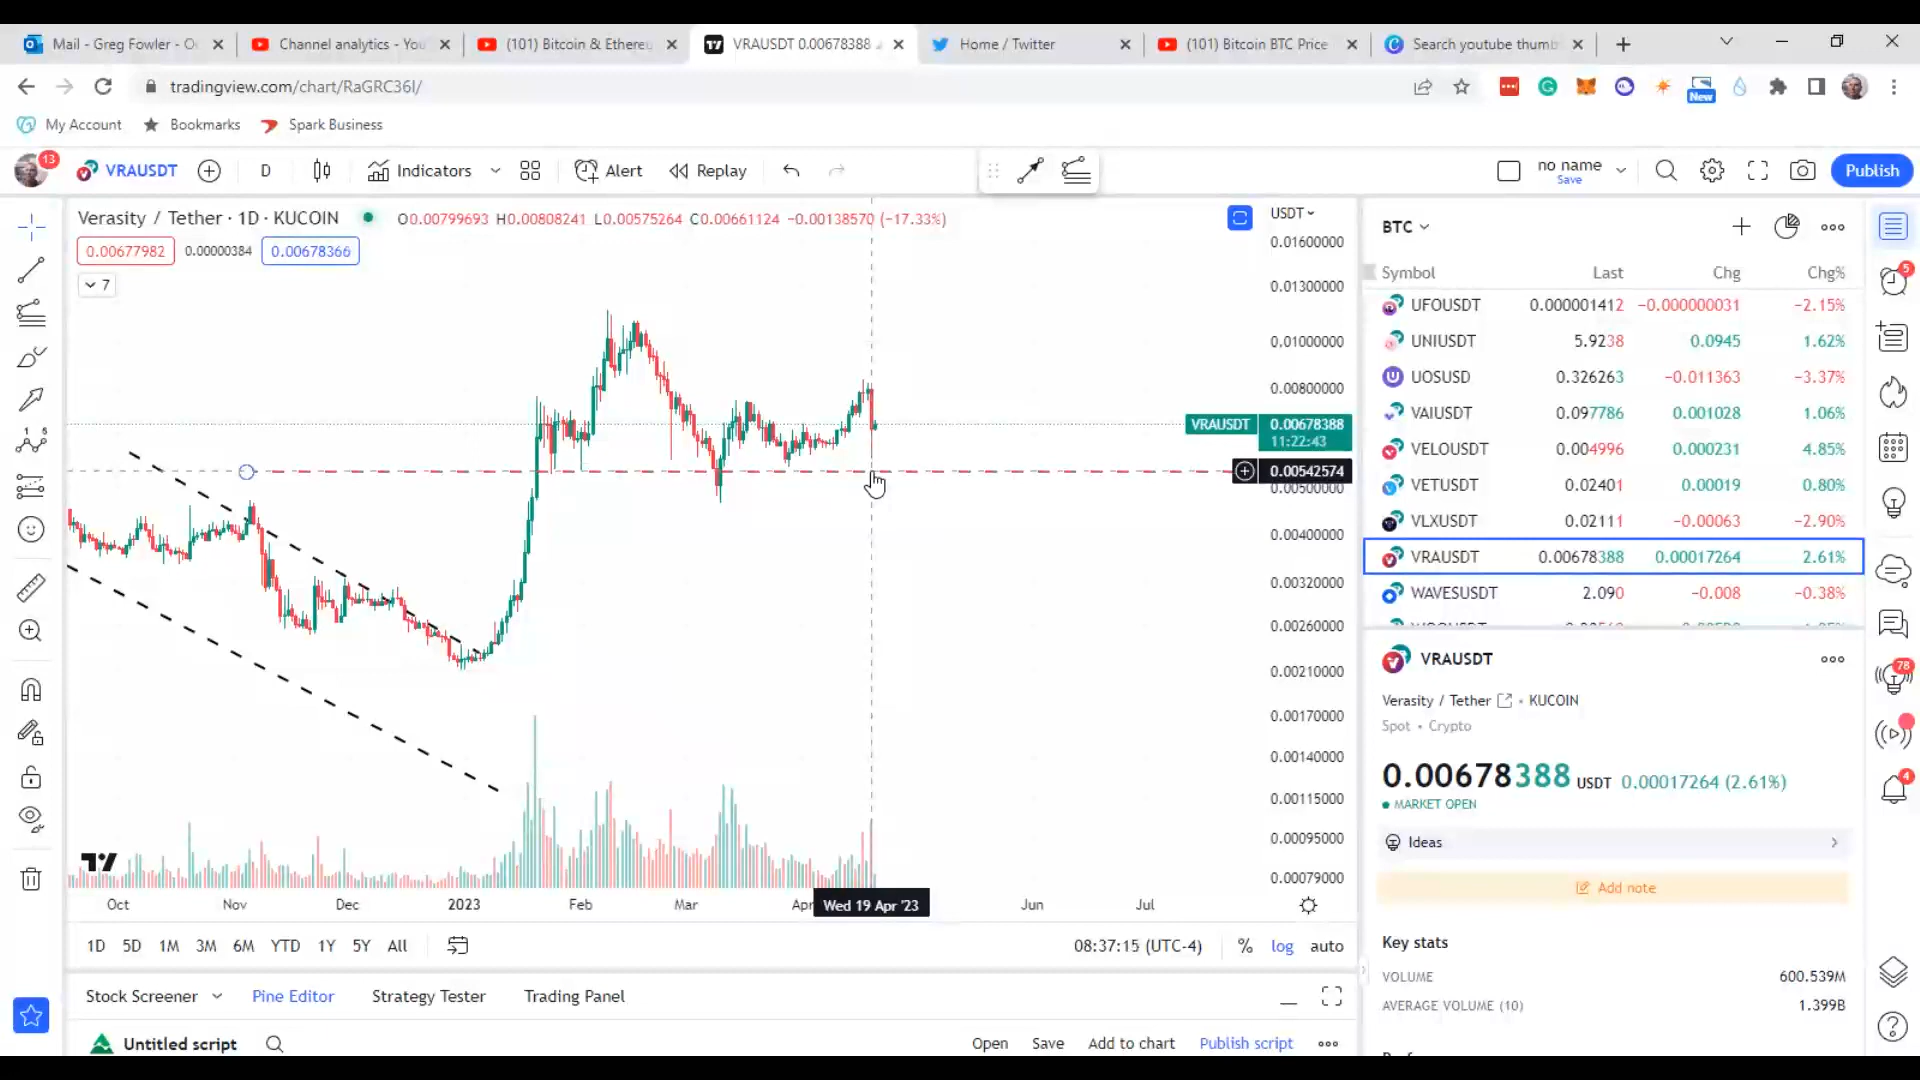 Mail - Greg Fowler - O
Channel analytics - You
(101) Bitcoin & Ethereu
VRAUSDT 0.00678388
Home / Twitter
(101) Bitcoin BTC Price
Search youtube thumb
tradingview.com/chart/RaGRC36I/
New
My Account
Bookmarks
Spark Business
13
VRAUSDT
D
Indicators
Alert
Replay
no name
Save
Publish
Verasity / Tether · 1D · KUCOIN
O0.00799693 H0.00808241 L0.00575264 C0.00661124 −0.00138570 (−17.33%)
0.00677982
0.00000384
0.00678366
7
USDT
0.01600000
0.01300000
0.01000000
0.00800000
VRAUSDT
0.00678388
11:22:43
0.00542574
0.00500000
0.00400000
0.00320000
0.00260000
0.00210000
0.00170000
0.00140000
0.00115000
0.00095000
0.00079000
Oct
Nov
Dec
2023
Feb
Mar
Apr
Wed 19 Apr '23
Jun
Jul
1D
5D
1M
3M
6M
YTD
1Y
5Y
All
08:37:15 (UTC-4)
%
log
auto
Stock Screener
Pine Editor
Strategy Tester
Trading Panel
Untitled script
Open
Save
Add to chart
Publish script
BTC
Symbol Last Chg Chg%
UFOUSDT 0.000001412 −0.000000031 −2.15%
UNIUSDT 5.9238 0.0945 1.62%
UOSUSD 0.326263 −0.011363 −3.37%
VAIUSDT 0.097786 0.001028 1.06%
VELOUSDT 0.004996 0.000231 4.85%
VETUSDT 0.02401 0.00019 0.80%
VLXUSDT 0.02111 −0.00063 −2.90%
VRAUSDT 0.00678388 0.00017264 2.61%
WAVESUSDT 2.090 −0.008 −0.38%
VRAUSDT
Verasity / Tether • KUCOIN
Spot • Crypto
0.00678388 USDT 0.00017264 (2.61%)
MARKET OPEN
Ideas
Add note
Key stats
VOLUME 600.539M
AVERAGE VOLUME (10) 1.399B
5
78
4